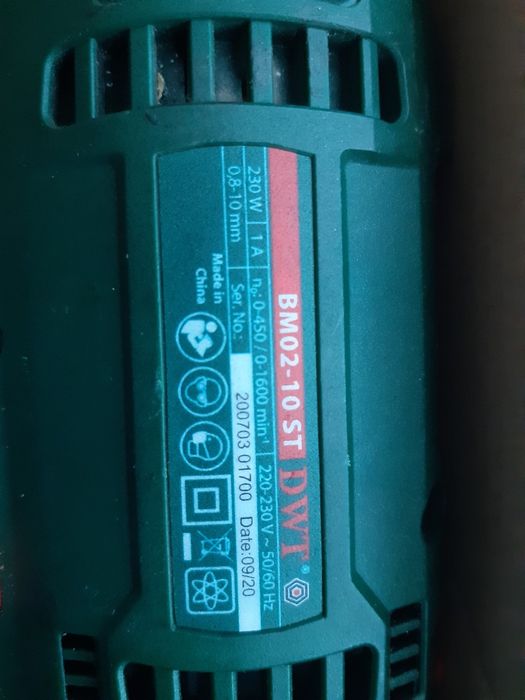 BM02-10 ST DWT®
230 W | 1 A | n₀: 0-450 / 0-1600 min⁻¹ | 220-230 V ~ 50/60 Hz
0,8-10 mm Ser. No.: 200703 01700 Date:09/20
Made in
China